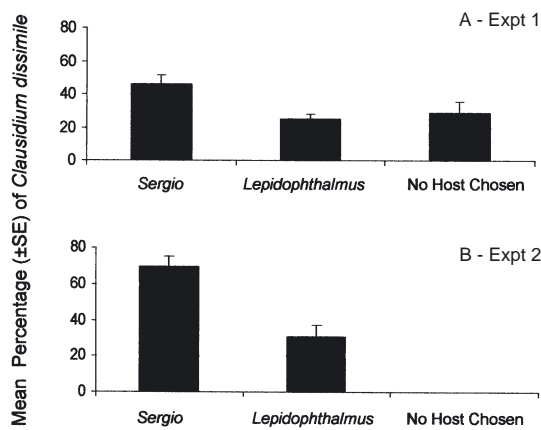 Mean Percentage (±SE) of Clausidium dissimile
A - Expt 1
80
60
40
20
0
Sergio Lepidophthalmus No Host Chosen
B - Expt 2
80
60
40
20
0
Sergio Lepidophthalmus No Host Chosen